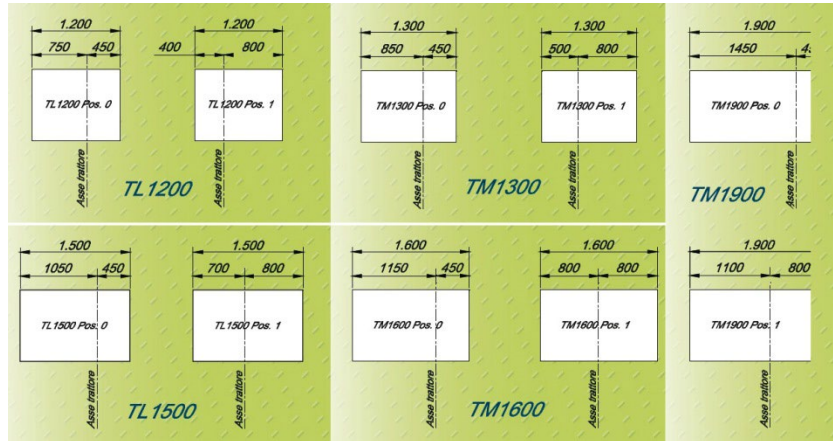 1.200
750 450
TL1200 Pos. 0
Asse trattore
1.200
400 800
TL1200 Pos. 1
Asse trattore
TL1200
1.300
850 450
TM1300 Pos. 0
Asse trattore
1.300
500 800
TM1300 Pos. 1
Asse trattore
TM1300
1.900
1450
TM1900 Pos. 0
Asse trattore
TM1900
1.500
1050 450
TL1500 Pos. 0
Asse trattore
1.500
700 800
TL1500 Pos. 1
Asse trattore
TL1500
1.600
1150 450
TM1600 Pos. 0
Asse trattore
1.600
800 800
TM1600 Pos. 1
Asse trattore
TM1600
1.900
1100 800
TM1900 Pos. 1
Asse trattore